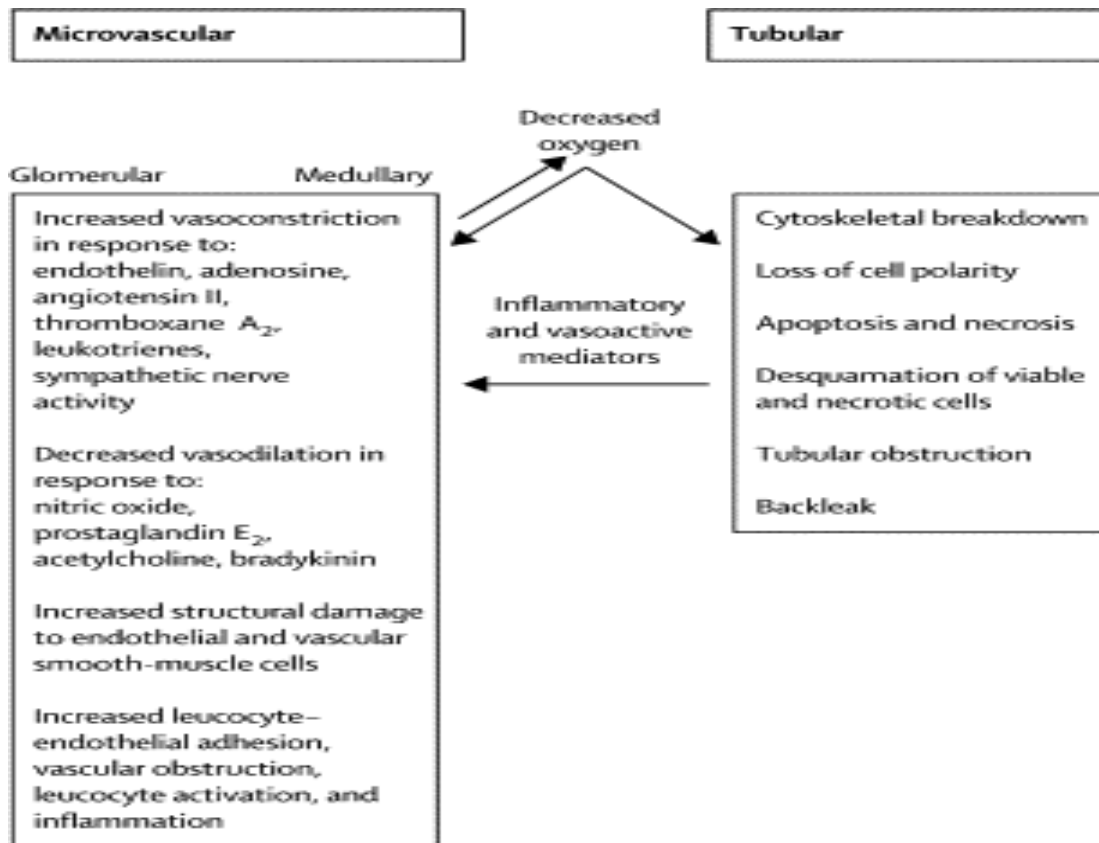 Microvascular
Tubular
Decreased
oxygen
Glomerular
Medullary
Increased vasoconstriction
in response to:
endothelin, adenosine,
angiotensin II,
thromboxane A₂,
leukotrienes,
sympathetic nerve
activity
Decreased vasodilation in
response to:
nitric oxide,
prostaglandin E₂,
acetylcholine, bradykinin
Increased structural damage
to endothelial and vascular
smooth-muscle cells
Increased leucocyte–
endothelial adhesion,
vascular obstruction,
leucocyte activation, and
inflammation
Inflammatory
and vasoactive
mediators
Cytoskeletal breakdown
Loss of cell polarity
Apoptosis and necrosis
Desquamation of viable
and necrotic cells
Tubular obstruction
Backleak